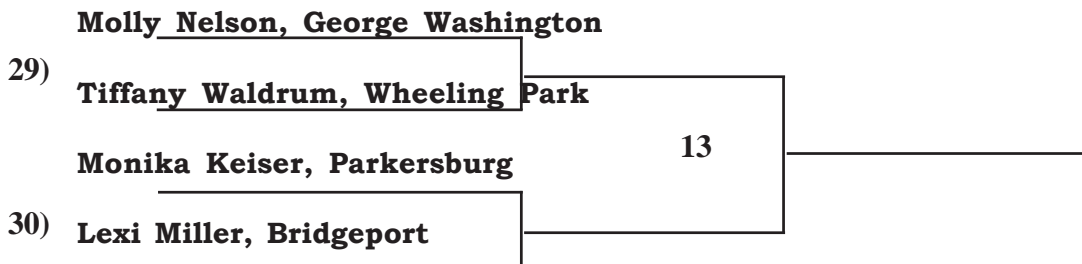 Molly Nelson, George Washington
29)
Tiffany Waldrum, Wheeling Park
13
Monika Keiser, Parkersburg
30)
Lexi Miller, Bridgeport